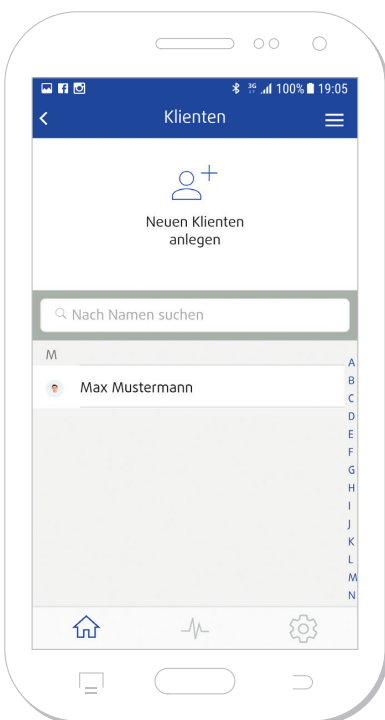 3G 100% 19:05
Klienten
Neuen Klienten
anlegen
Nach Namen suchen
M
Max Mustermann
A
B
C
D
E
F
G
H
I
J
K
L
M
N